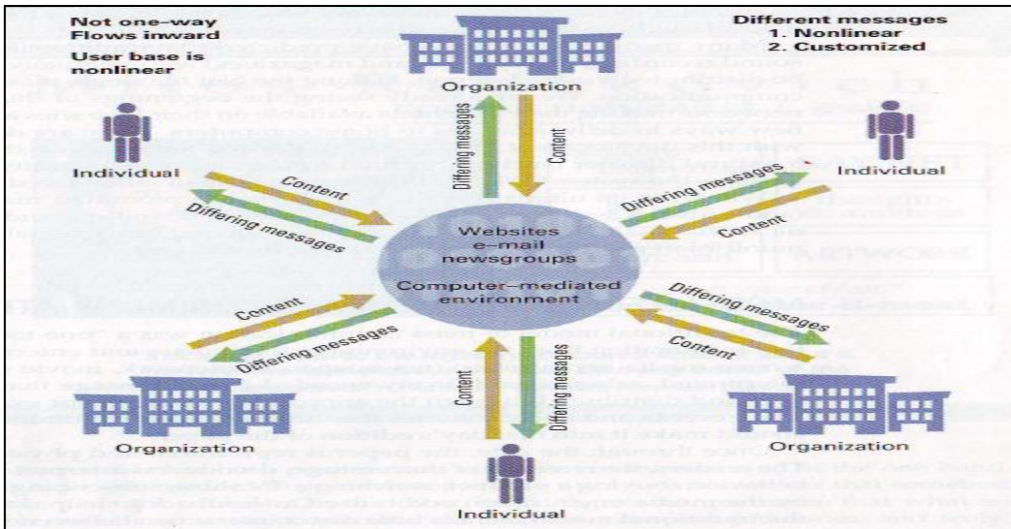 Not one–way
Flows inward
User base is
nonlinear
Different messages
1. Nonlinear
2. Customized
Organization
Individual
Individual
Differing messages
Content
Content
Differing messages
Differing messages
Content
Websites
e–mail
newsgroups
Computer–mediated
environment
Content
Differing messages
Differing messages
Content
Content
Differing messages
Organization
Organization
Individual